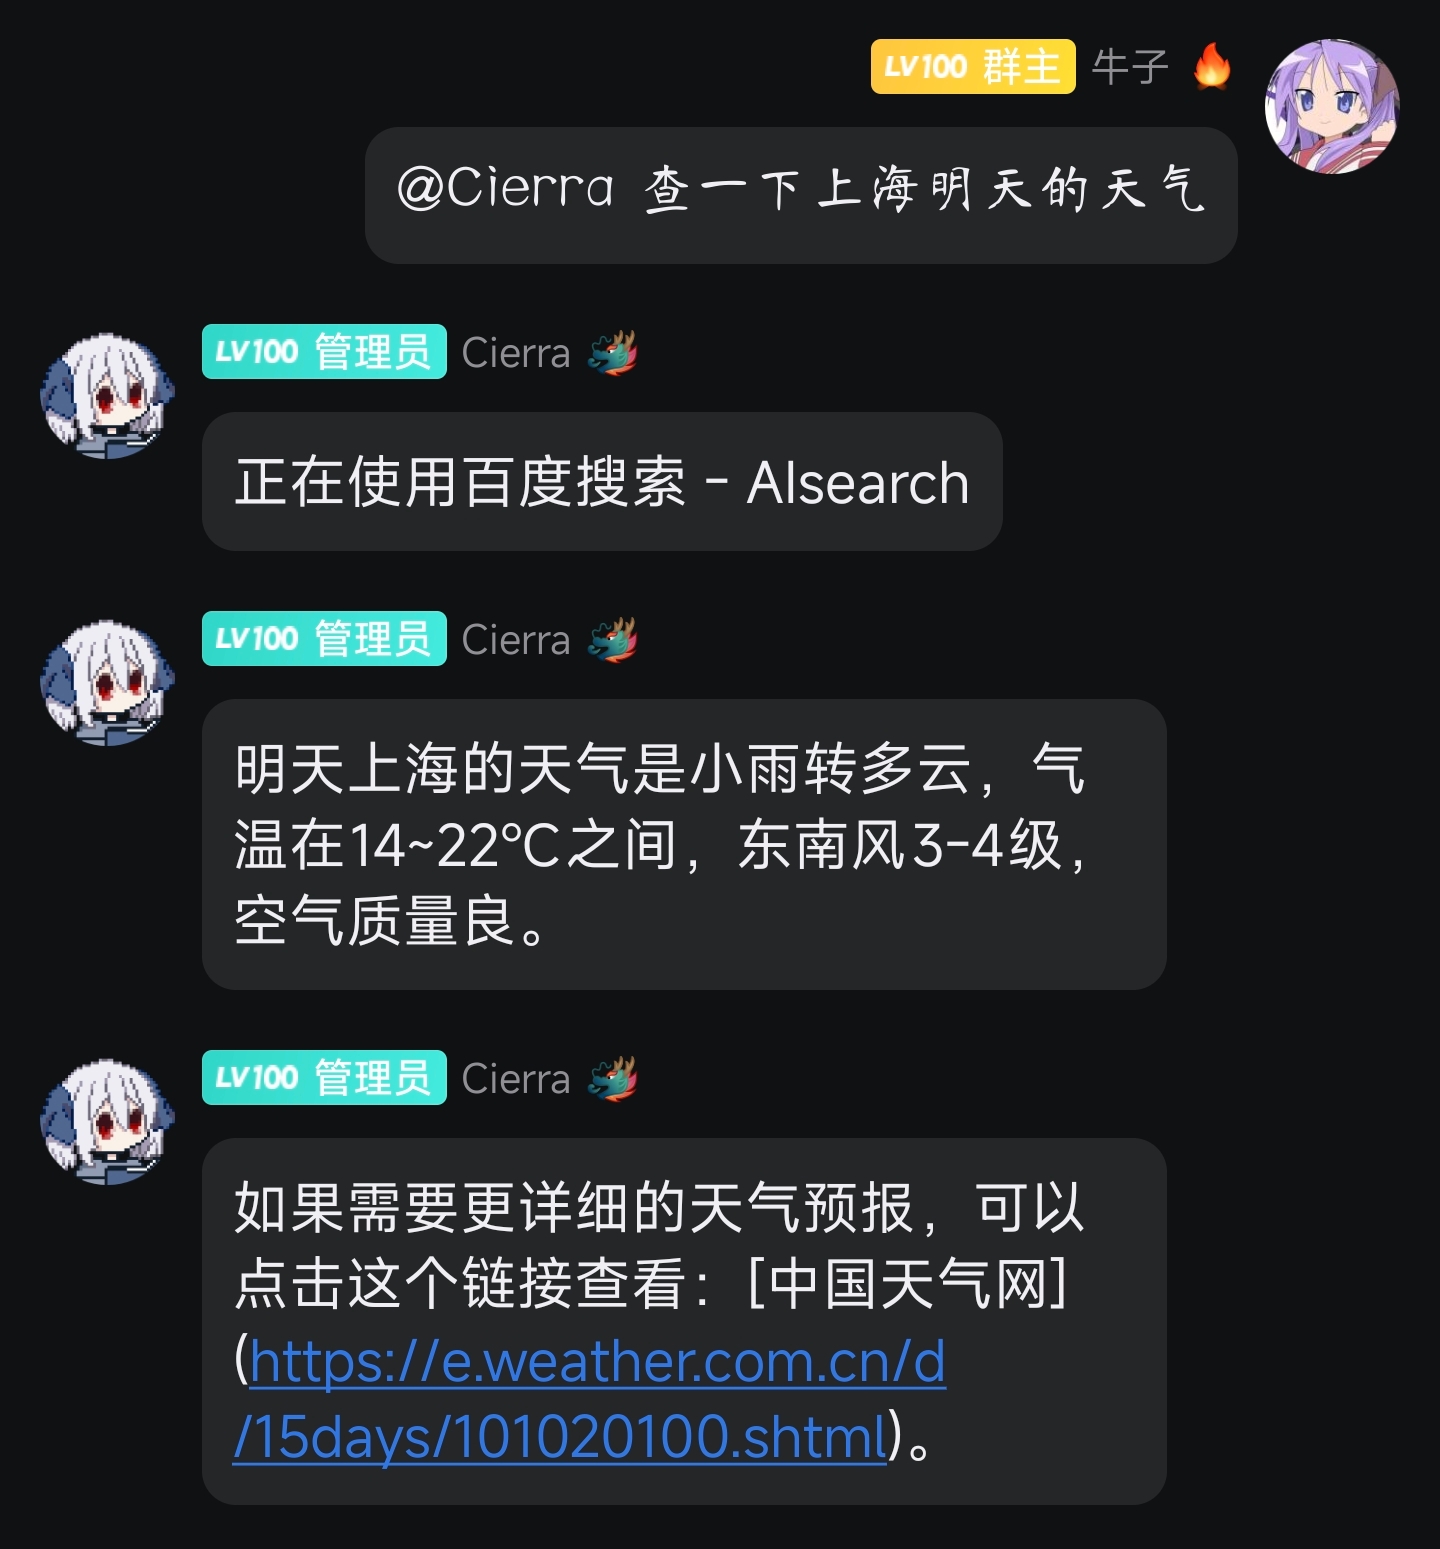 LV100 群主 牛子 🔥
@Cierra 查一下上海明天的天气
LV100 管理员 Cierra 🐲
正在使用百度搜索 - AIsearch
LV100 管理员 Cierra 🐲
明天上海的天气是小雨转多云，气
温在14~22℃之间，东南风3-4级，
空气质量良。
LV100 管理员 Cierra 🐲
如果需要更详细的天气预报，可以
点击这个链接查看：[中国天气网]
(https://e.weather.com.cn/d
/15days/101020100.shtml)。